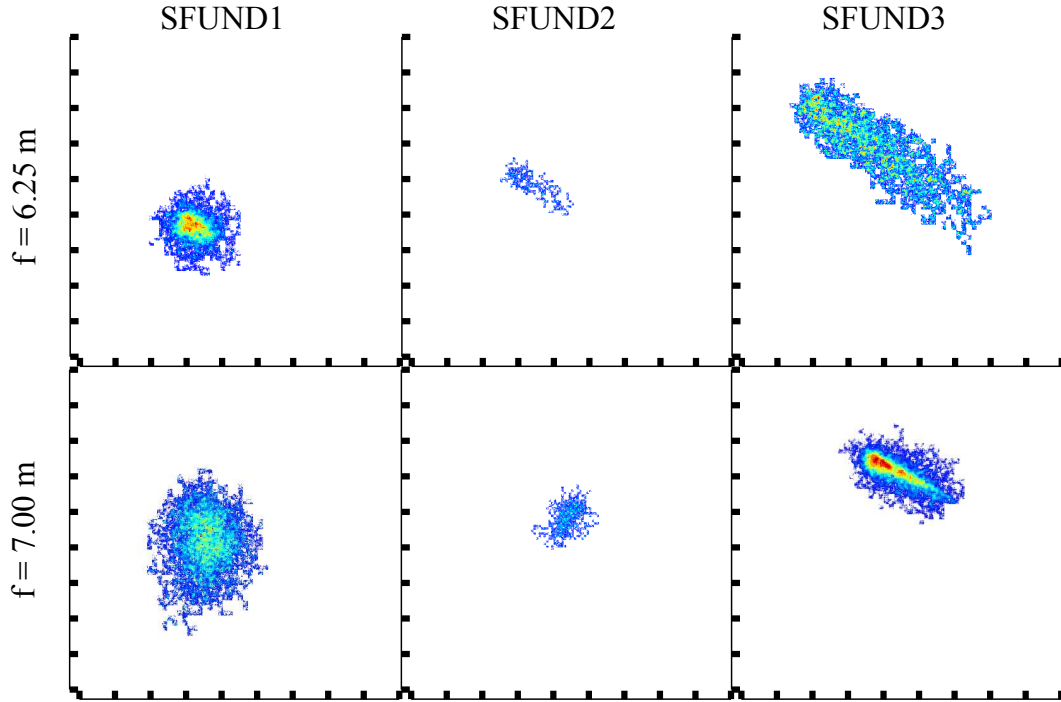 SFUND1 SFUND2 SFUND3
f = 6.25 m
f = 7.00 m